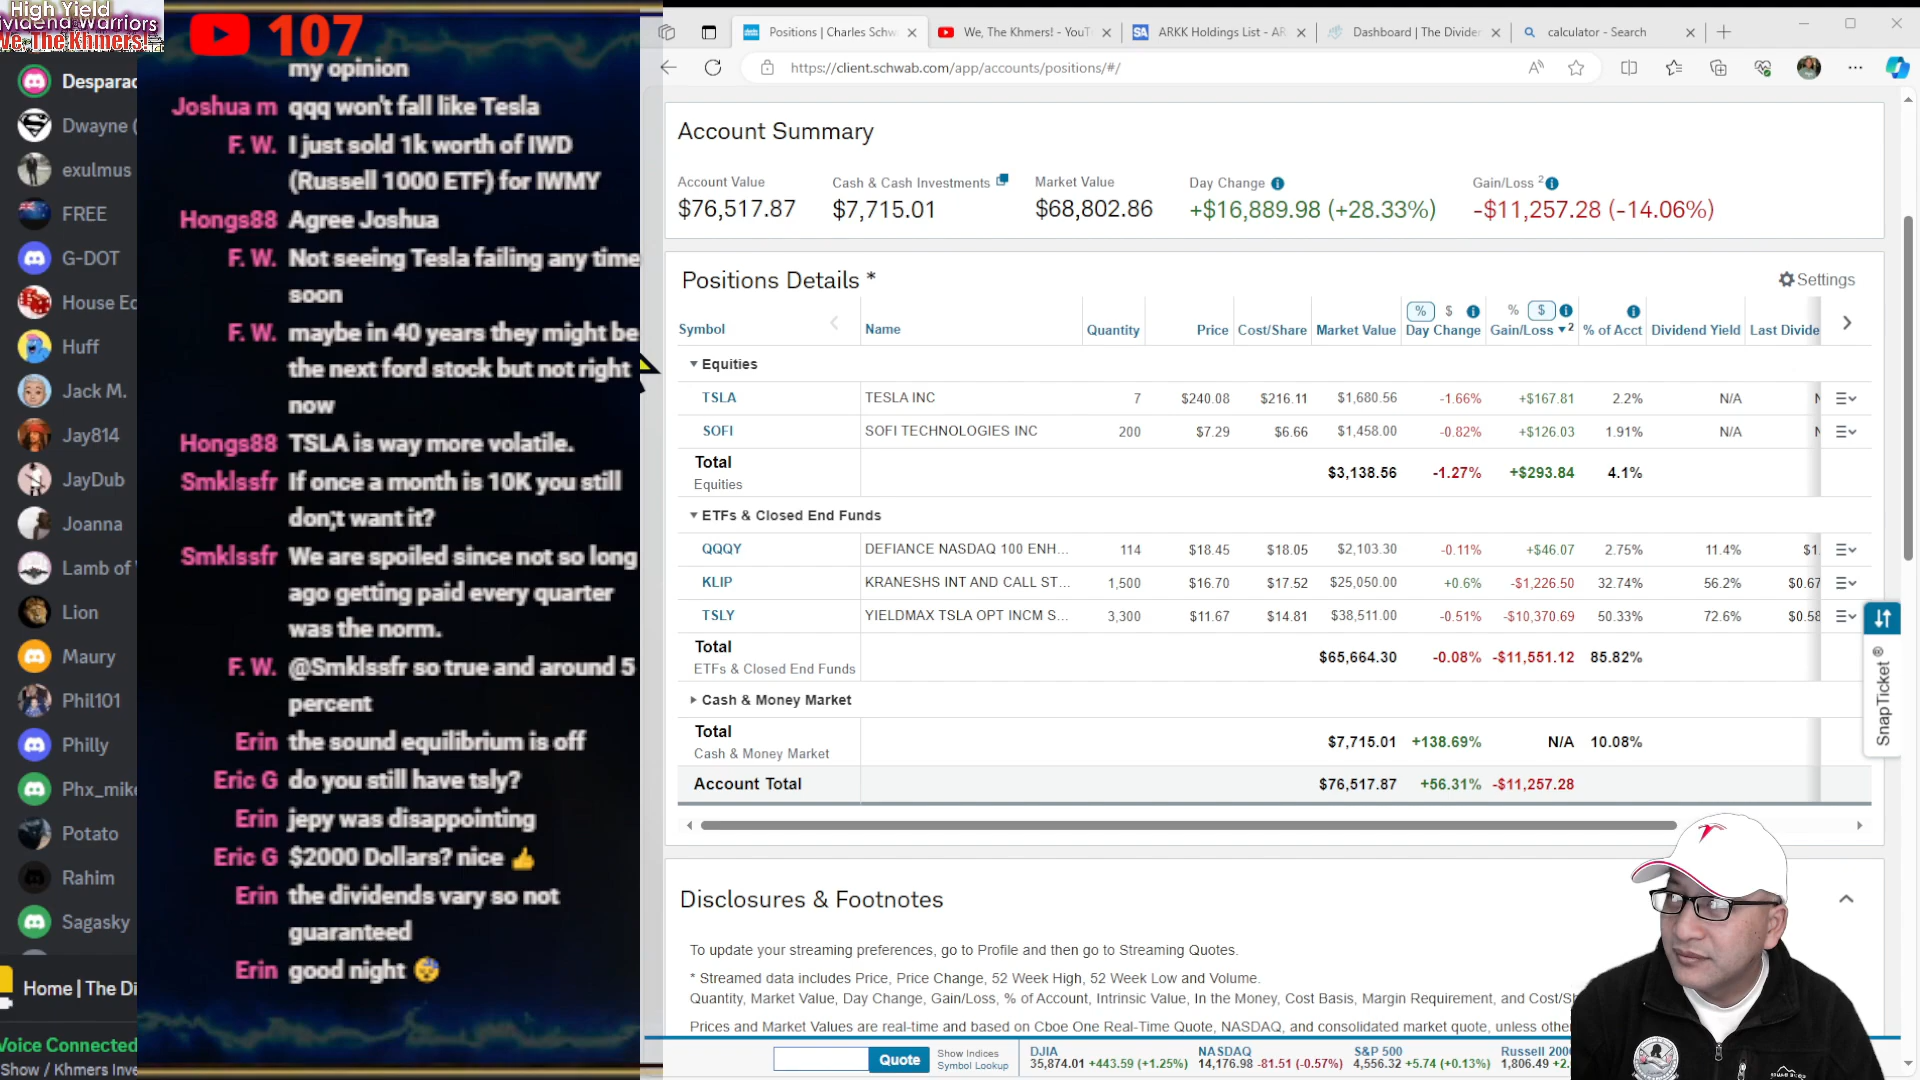 High Yield
Dividend Warriors
We, The Khmers!
107
Desparac
Dwayne (
exulmus
FREE
G-DOT
House Ec
Huff
Jack M.
Jay814
JayDub
Joanna
Lamb of
Lion
Maury
Phil101
Philly
Phx_mike
Potato
Rahim
Sagasky
Home | The Di
Voice Connected
Show / Khmers Inve
my opinion
Joshua m qqq won't fall like Tesla
F. W. I just sold 1k worth of IWD
(Russell 1000 ETF) for IWMY
Hongs88 Agree Joshua
F. W. Not seeing Tesla failing any time
soon
F. W. maybe in 40 years they might be
the next ford stock but not right
now
Hongs88 TSLA is way more volatile.
Smklssfr If once a month is 10K you still
don;t want it?
Smklssfr We are spoiled since not so long
ago getting paid every quarter
was the norm.
F. W. @Smklssfr so true and around 5
percent
Erin the sound equilibrium is off
Eric G do you still have tsly?
Erin jepy was disappointing
Eric G $2000 Dollars? nice 👍
Erin the dividends vary so not
guaranteed
Erin good night 😴
Positions | Charles Schw
We, The Khmers! - YouT
SA ARKK Holdings List - AR
Dashboard | The Divider
calculator - Search
https://client.schwab.com/app/accounts/positions/#/
Account Summary
Account Value Cash & Cash Investments Market Value Day Change Gain/Loss 2
$76,517.87 $7,715.01 $68,802.86 +$16,889.98 (+28.33%) -$11,257.28 (-14.06%)
Positions Details *
Settings
% $ % $
Symbol Name Quantity Price Cost/Share Market Value Day Change Gain/Loss 2 % of Acct Dividend Yield Last Divide
Equities
TSLA TESLA INC 7 $240.08 $216.11 $1,680.56 -1.66% +$167.81 2.2% N/A N
SOFI SOFI TECHNOLOGIES INC 200 $7.29 $6.66 $1,458.00 -0.82% +$126.03 1.91% N/A N
Total
Equities
$3,138.56 -1.27% +$293.84 4.1%
ETFs & Closed End Funds
QQQY DEFIANCE NASDAQ 100 ENH... 114 $18.45 $18.05 $2,103.30 -0.11% +$46.07 2.75% 11.4% $1.
KLIP KRANESHS INT AND CALL ST... 1,500 $16.70 $17.52 $25,050.00 +0.6% -$1,226.50 32.74% 56.2% $0.67
TSLY YIELDMAX TSLA OPT INCM S... 3,300 $11.67 $14.81 $38,511.00 -0.51% -$10,370.69 50.33% 72.6% $0.58
Total
ETFs & Closed End Funds
$65,664.30 -0.08% -$11,551.12 85.82%
Cash & Money Market
Total
Cash & Money Market
$7,715.01 +138.69% N/A 10.08%
Account Total $76,517.87 +56.31% -$11,257.28
SnapTicket ®
Disclosures & Footnotes
To update your streaming preferences, go to Profile and then go to Streaming Quotes.
* Streamed data includes Price, Price Change, 52 Week High, 52 Week Low and Volume.
Quantity, Market Value, Day Change, Gain/Loss, % of Account, Intrinsic Value, In the Money, Cost Basis, Margin Requirement, and Cost/Sh
Prices and Market Values are real-time and based on Cboe One Real-Time Quote, NASDAQ, and consolidated market quote, unless othe
Quote
Show Indices
Symbol Lookup
DJIA
35,874.01 +443.59 (+1.25%)
NASDAQ
14,176.98 -81.51 (-0.57%)
S&P 500
4,556.32 +5.74 (+0.13%)
Russell 200
1,806.49 +2.